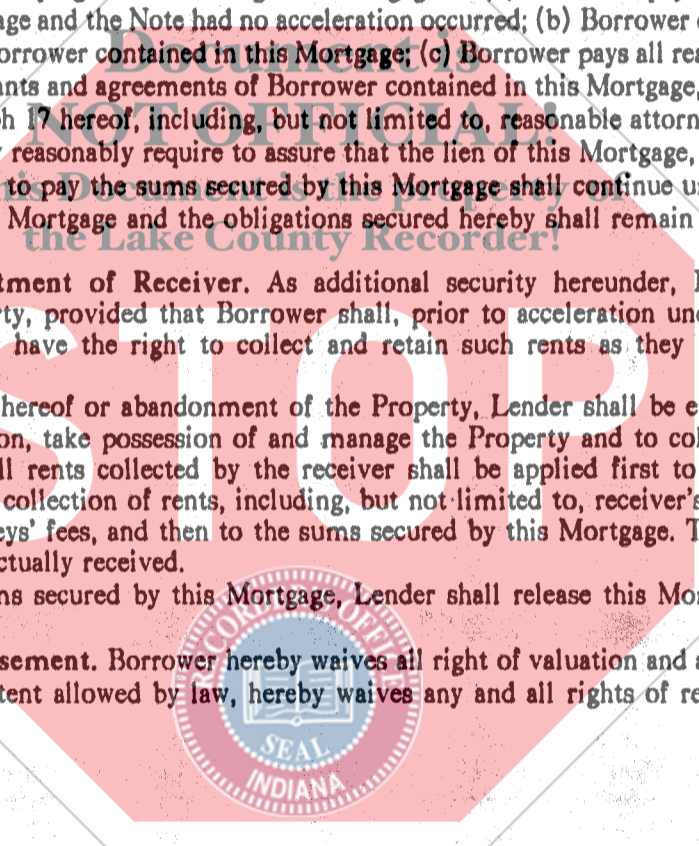 age and the Note had no acceleration occurred; (b) Borrower
orrower contained in this Mortgage; (c) Borrower pays all rea
Document is
ants and agreements of Borrower contained in this Mortgage,
h 17 hereof, including, but not limited to, reasonable attorn
NOT OFFICIAL!
reasonably require to assure that the lien of this Mortgage,
to pay the sums secured by this Mortgage shall continue u
is Document is the property of
Mortgage and the obligations secured hereby shall remain
the Lake County Recorder!
tment of Receiver. As additional security hereunder,
ty, provided that Borrower shall, prior to acceleration un
have the right to collect and retain such rents as they
STOP
hereof or abandonment of the Property, Lender shall be e
on, take possession of and manage the Property and to co
ll rents collected by the receiver shall be applied first to
collection of rents, including, but not limited to, receiver's
eys' fees, and then to the sums secured by this Mortgage. T
ctually received.
ns secured by this Mortgage, Lender shall release this Mor
RECORDING OFFICE
sement. Borrower hereby waives all right of valuation and a
tent allowed by law, hereby waives any and all rights of re
SEAL
INDIANA